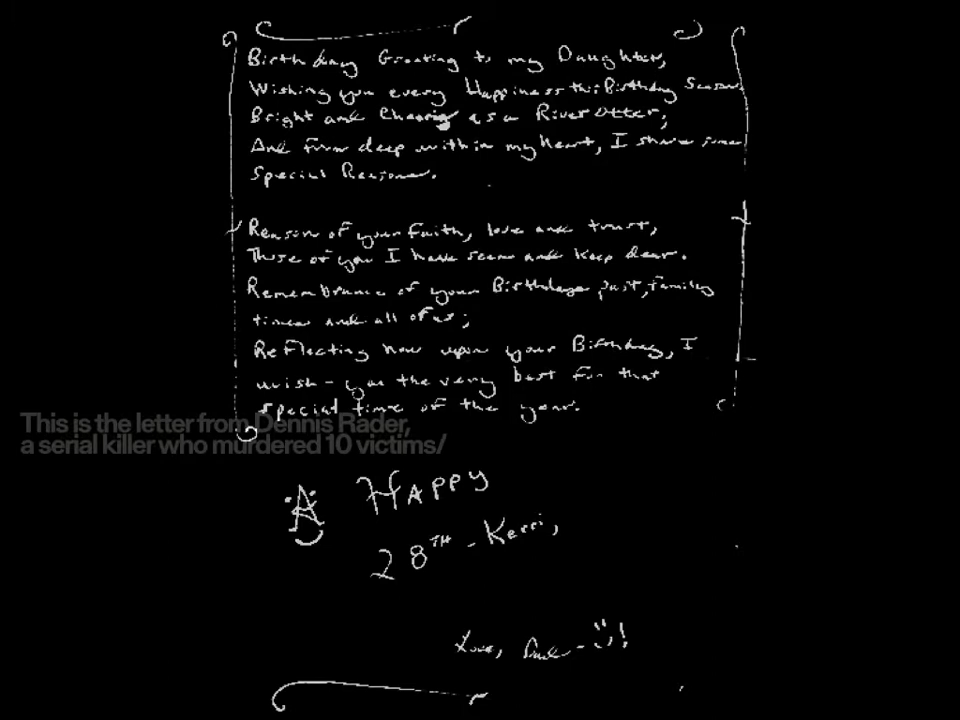 Birthday Greeting to my Daughter,
Wishing you every Happiness this Birthday Season
Bright and Cheering as a River Otter,
And from deep within my heart, I share some
Special Reasons.
Reason of your Faith, love and trust,
Those of you I have seen and keep dear.
Remembrance of your Birthdays past, family
times and all of us;
Reflecting now upon your Birthday, I
wish - you the very best for that
special time of the year.
This is the letter from Dennis Rader,
a serial killer who murdered 10 victims/
HAPPY
28TH - Kerri,
Love, Dad - !